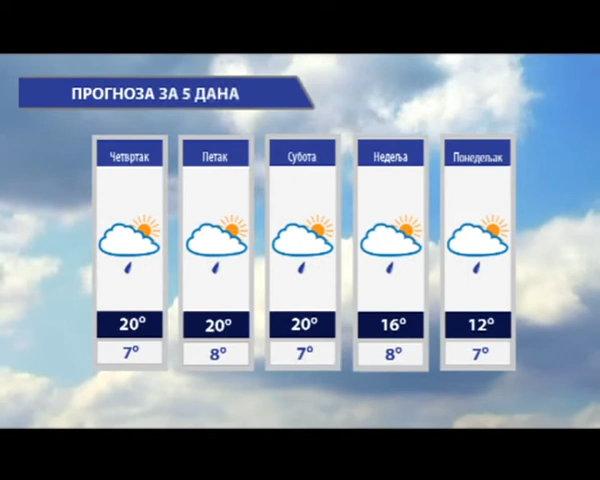 ПРОГНОЗА ЗА 5 ДАНА
Четвртак Петак Субота Недеља Понедељак
20° 20° 20° 16° 12°
7° 8° 7° 8° 7°